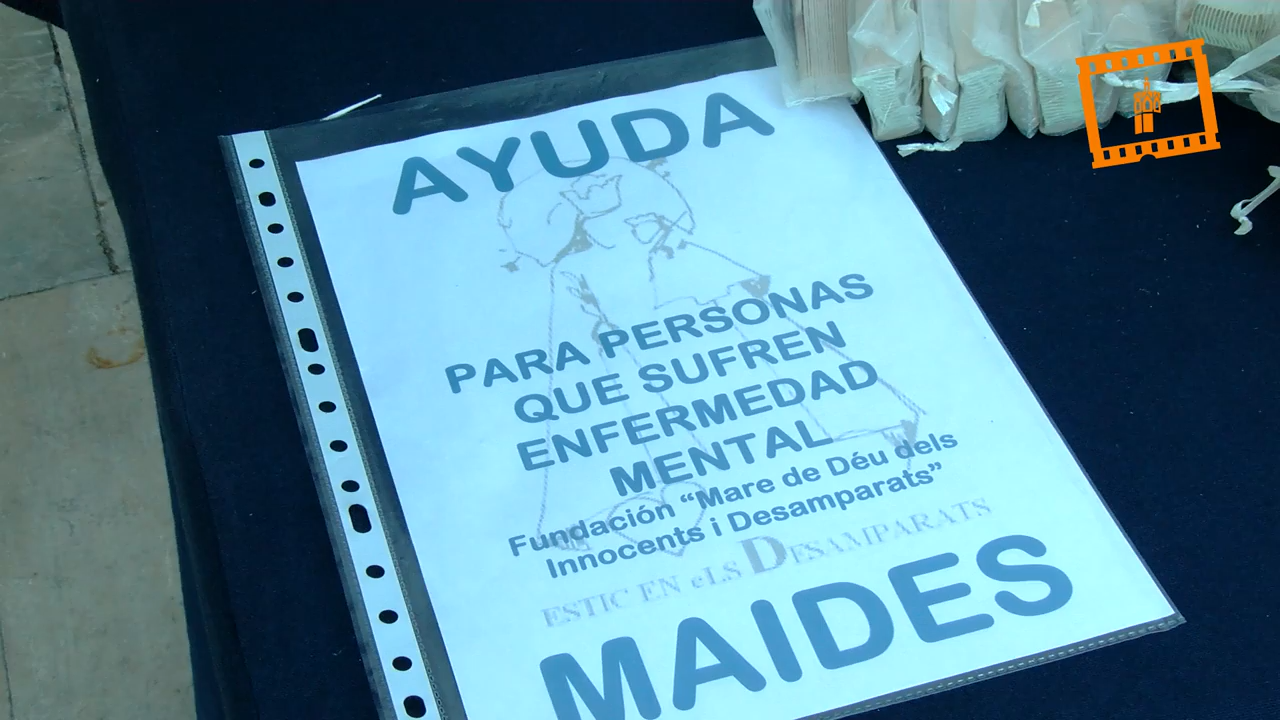 AYUDA
PARA PERSONAS
QUE SUFREN
ENFERMEDAD
MENTAL
Fundación “Mare de Déu dels
Innocents i Desamparats”
ESTIC EN eLS DESAMPARATS
MAIDES